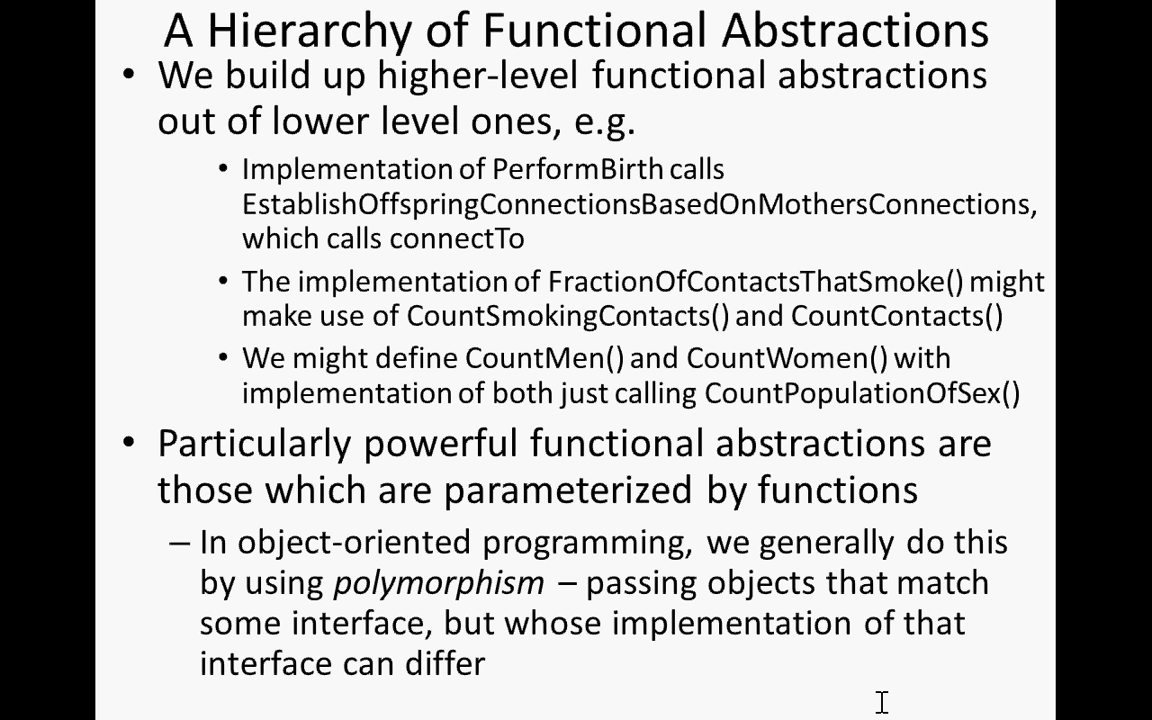 A Hierarchy of Functional Abstractions
• We build up higher-level functional abstractions
out of lower level ones, e.g.
• Implementation of PerformBirth calls
EstablishOffspringConnectionsBasedOnMothersConnections,
which calls connectTo
• The implementation of FractionOfContactsThatSmoke() might
make use of CountSmokingContacts() and CountContacts()
• We might define CountMen() and CountWomen() with
implementation of both just calling CountPopulationOfSex()
• Particularly powerful functional abstractions are
those which are parameterized by functions
– In object-oriented programming, we generally do this
by using polymorphism – passing objects that match
some interface, but whose implementation of that
interface can differ